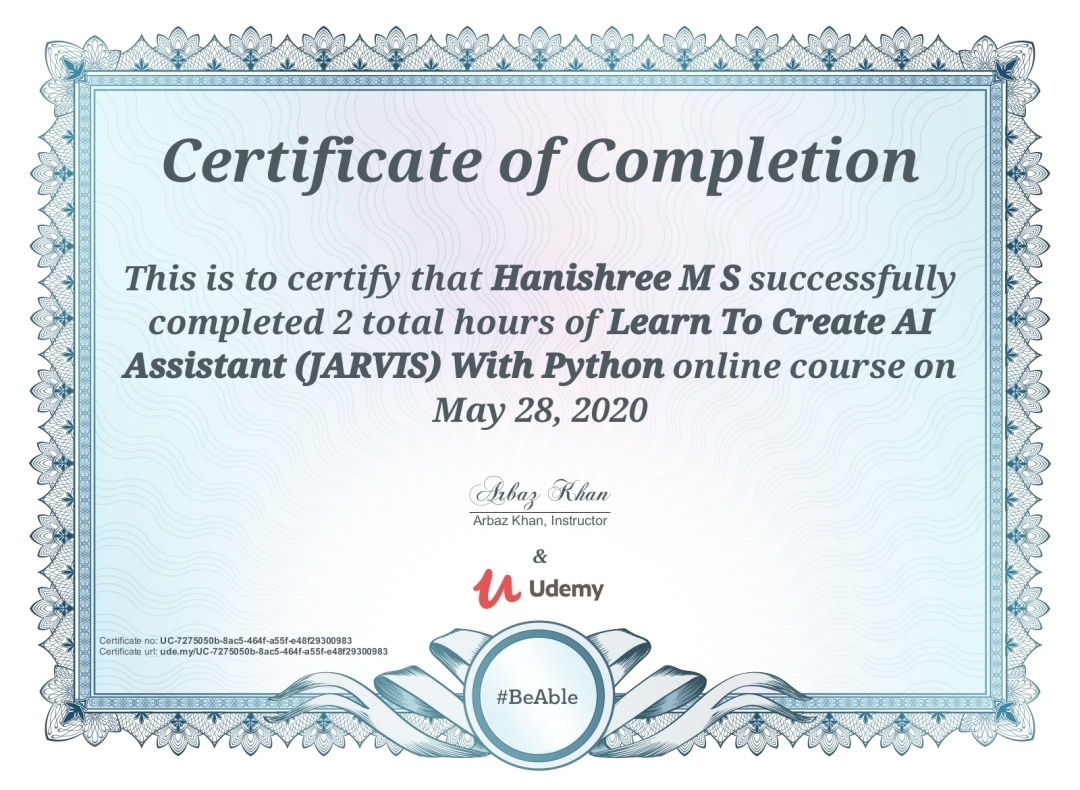 Certificate of Completion
This is to certify that Hanishree M S successfully
completed 2 total hours of Learn To Create AI
Assistant (JARVIS) With Python online course on
May 28, 2020
Arbaz Khan
Arbaz Khan, Instructor
&
Udemy
Certificate no: UC-7275050b-8ac5-464f-a55f-e48f29300983
Certificate url: ude.my/UC-7275050b-8ac5-464f-a55f-e48f29300983
#BeAble